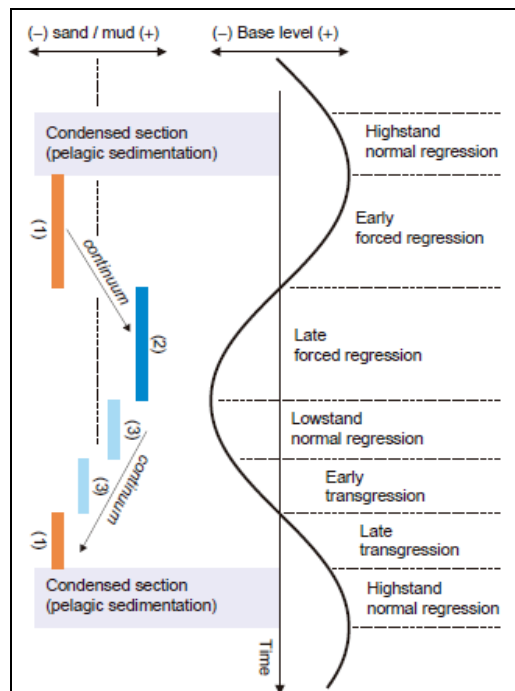 (−) sand / mud (+)
(−) Base level (+)
Condensed section
(pelagic sedimentation)
Highstand
normal regression
(1)
continuum
Early
forced regression
(2)
Late
forced regression
(3)
Lowstand
normal regression
(3)
continuum
Early
transgression
(1)
Late
transgression
Condensed section
(pelagic sedimentation)
Highstand
normal regression
Time